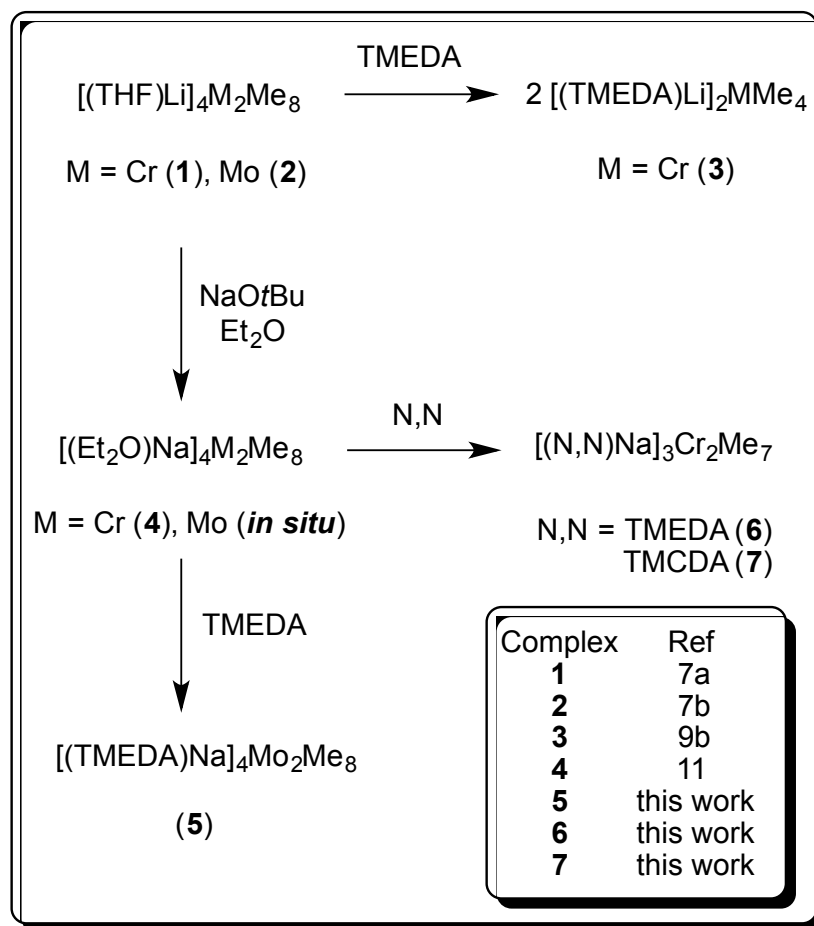 TMEDA
[(THF)Li]₄M₂Me₈ 2 [(TMEDA)Li]₂MMe₄
M = Cr (1), Mo (2) M = Cr (3)
NaOtBu
Et₂O
N,N
[(Et₂O)Na]₄M₂Me₈ [(N,N)Na]₃Cr₂Me₇
M = Cr (4), Mo (in situ) N,N = TMEDA (6)
TMCDA (7)
TMEDA
[(TMEDA)Na]₄Mo₂Me₈
(5)
Complex Ref
1 7a
2 7b
3 9b
4 11
5 this work
6 this work
7 this work